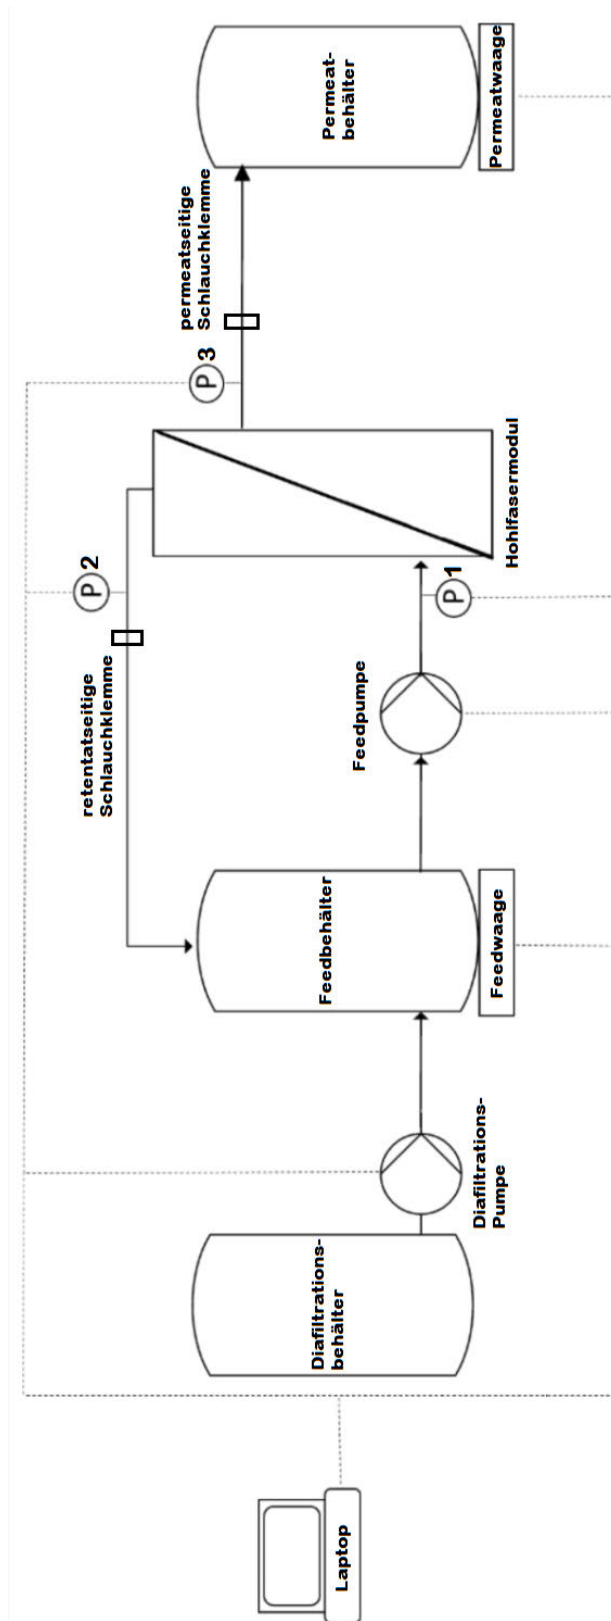 Laptop
Diafiltrations-
behälter
Diafiltrations-
Pumpe
Feedbehälter
Feedwaage
retentatseitige
Schlauchklemme
Feedpumpe
P 2
P 1
Hohlfasermodul
P 3
permeatseitige
Schlauchklemme
Permeat-
behälter
Permeatwaage